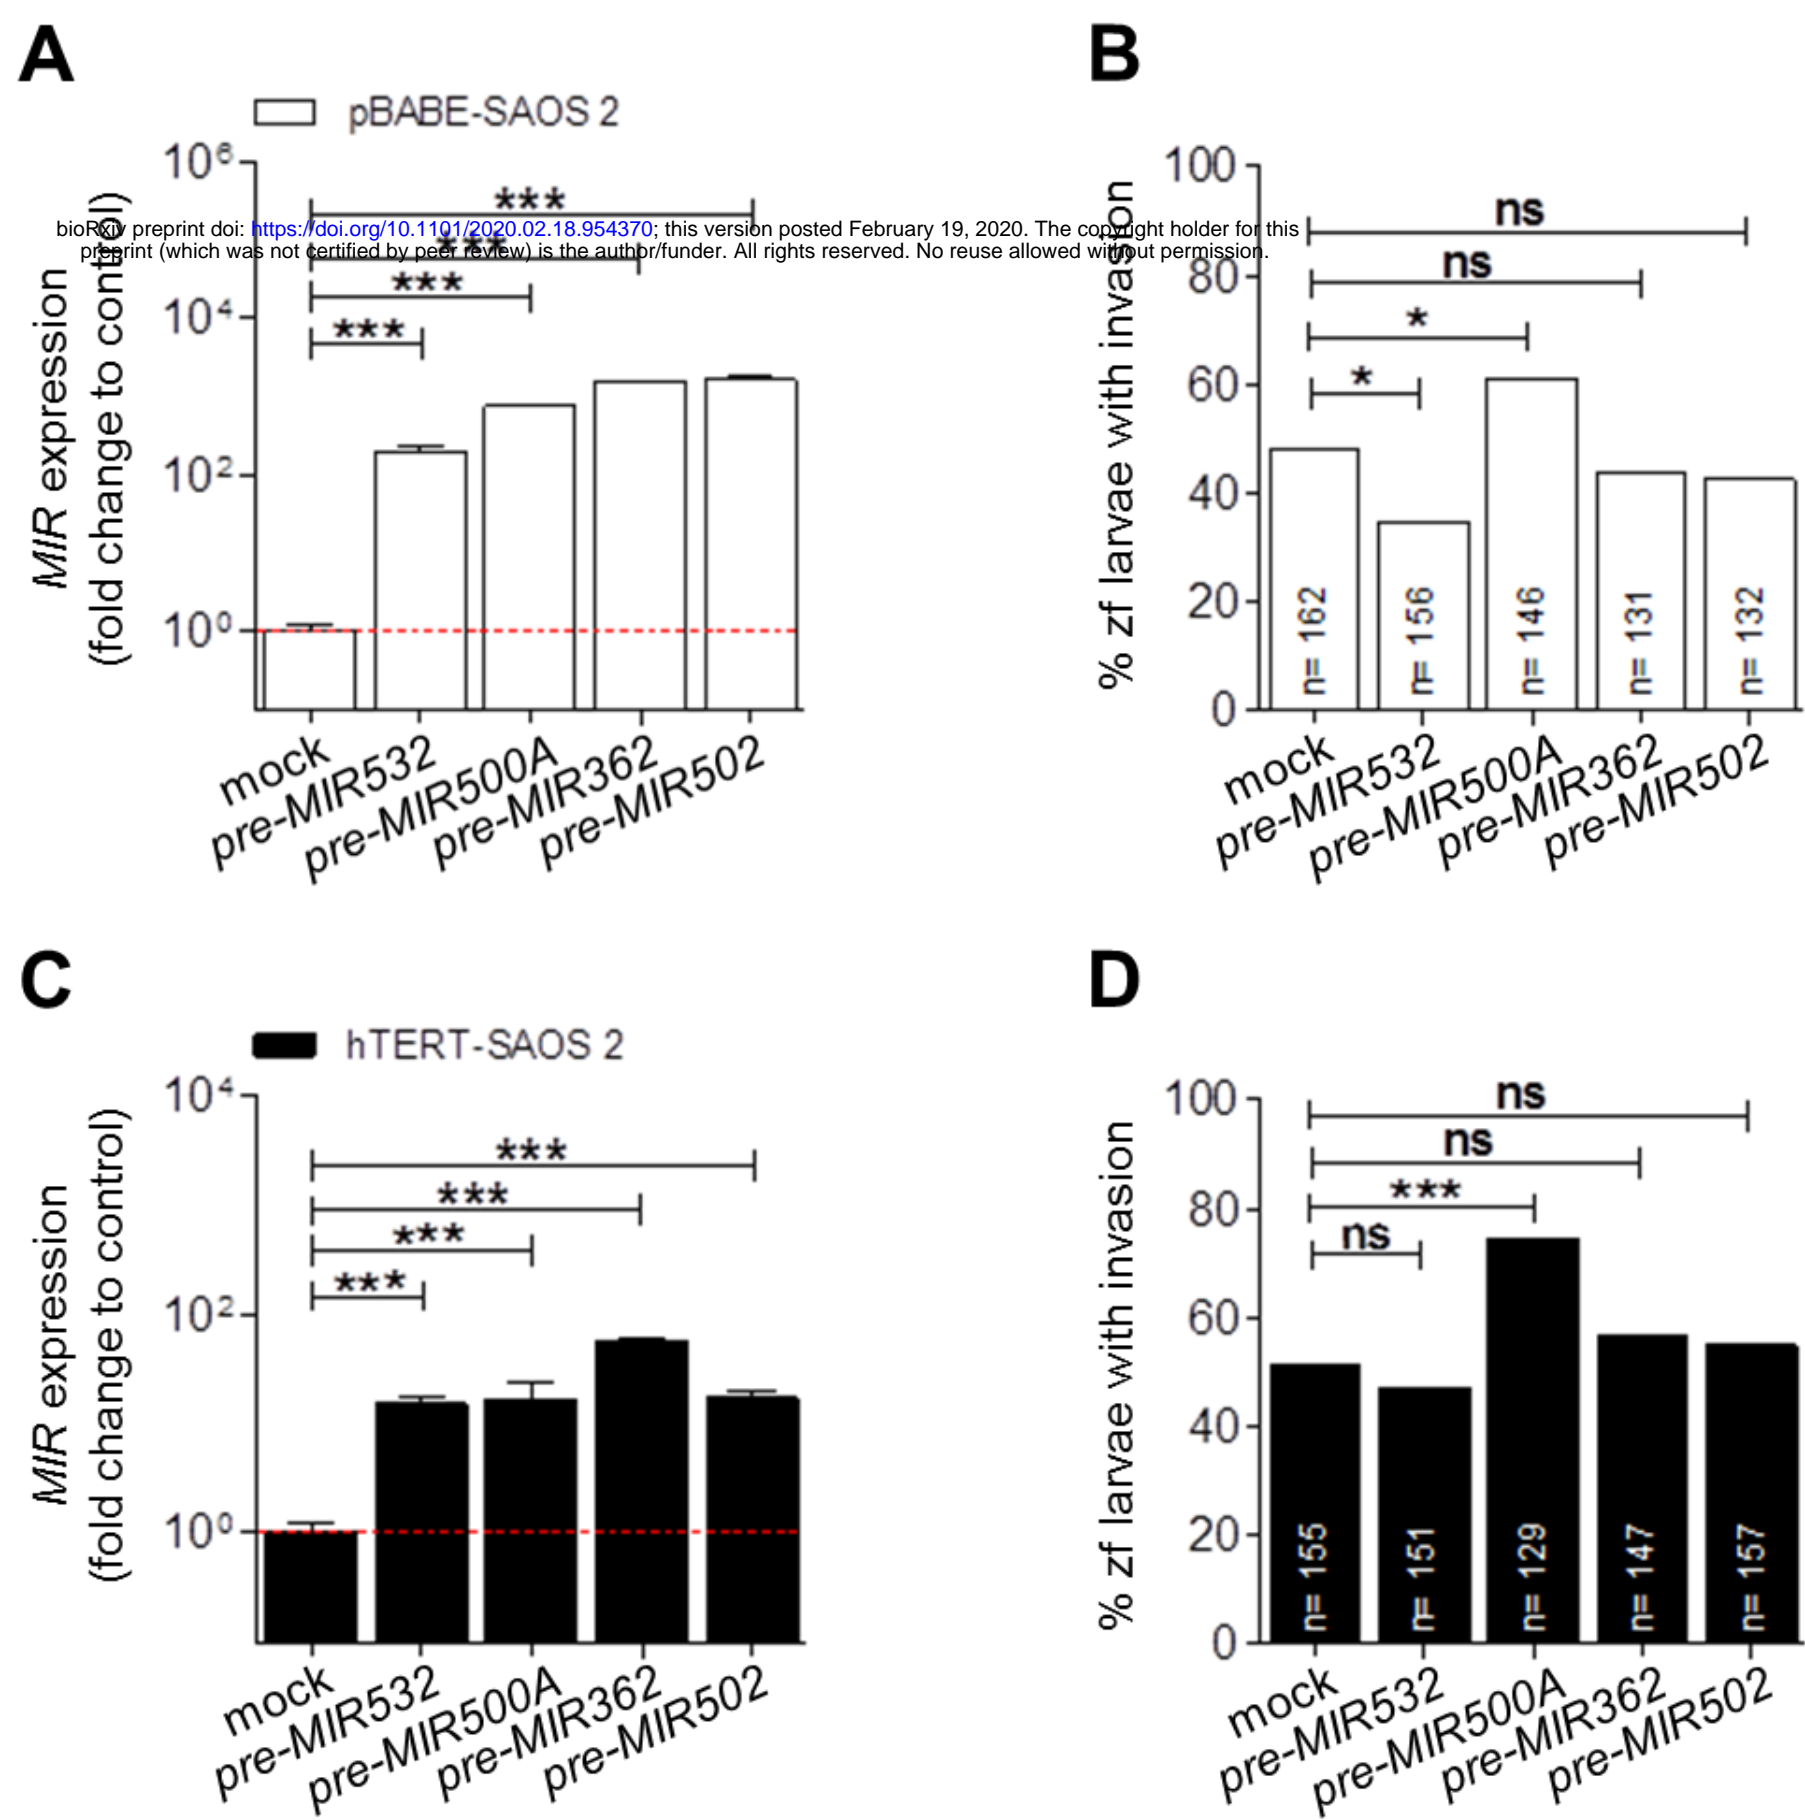 A
pBABE-SAOS 2
MIR expression
(fold change to control)
10⁶
10⁴
10²
10⁰
***
***
***
***
mock
pre-MIR532
pre-MIR500A
pre-MIR362
pre-MIR502
bioRxiv preprint doi: https://doi.org/10.1101/2020.02.18.954370; this version posted February 19, 2020. The copyright holder for this
preprint (which was not certified by peer review) is the author/funder. All rights reserved. No reuse allowed without permission.
B
% zf larvae with invasion
100
80
60
40
20
0
ns
ns
*
*
n= 162
n= 156
n= 146
n= 131
n= 132
mock
pre-MIR532
pre-MIR500A
pre-MIR362
pre-MIR502
C
hTERT-SAOS 2
MIR expression
(fold change to control)
10⁴
10²
10⁰
***
***
***
***
mock
pre-MIR532
pre-MIR500A
pre-MIR362
pre-MIR502
D
% zf larvae with invasion
100
80
60
40
20
0
ns
ns
***
ns
n= 155
n= 151
n= 129
n= 147
n= 157
mock
pre-MIR532
pre-MIR500A
pre-MIR362
pre-MIR502